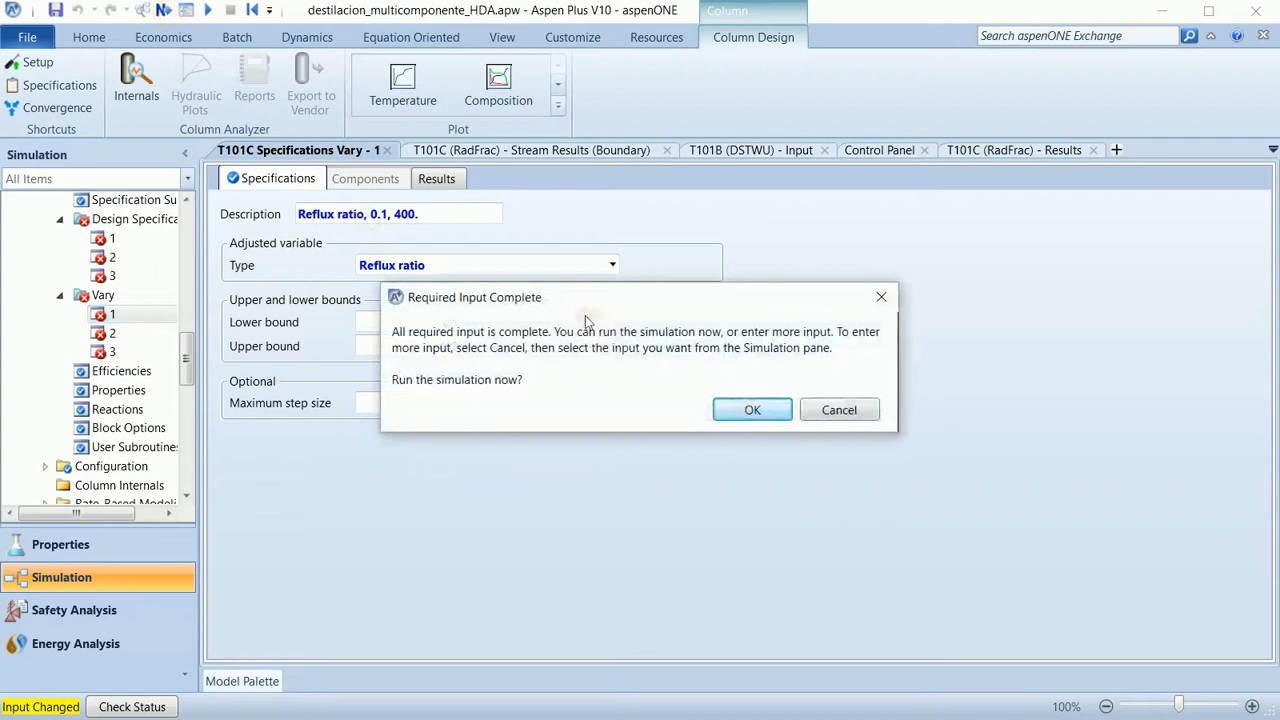 destilacion_multicomponente_HDA.apw - Aspen Plus V10 - aspenONE
Column
File
Home
Economics
Batch
Dynamics
Equation Oriented
View
Customize
Resources
Column Design
Search aspenONE Exchange
Setup
Specifications
Convergence
Shortcuts
Internals
Hydraulic
Plots
Reports
Export to
Vendor
Column Analyzer
Temperature
Composition
Plot
Simulation
All Items
T101C Specifications Vary - 1
T101C (RadFrac) - Stream Results (Boundary)
T101B (DSTWU) - Input
Control Panel
T101C (RadFrac) - Results
Specification Su
Design Specifica
1
2
3
Vary
1
2
3
Efficiencies
Properties
Reactions
Block Options
User Subroutine
Configuration
Column Internals
Rate-Based Modeli
Specifications
Components
Results
Description
Reflux ratio, 0.1, 400.
Adjusted variable
Type
Reflux ratio
Upper and lower bounds
Lower bound
Upper bound
Optional
Maximum step size
Required Input Complete
All required input is complete. You can run the simulation now, or enter more input. To enter
more input, select Cancel, then select the input you want from the Simulation pane.
Run the simulation now?
OK
Cancel
Properties
Simulation
Safety Analysis
Energy Analysis
Model Palette
Input Changed
Check Status
100%